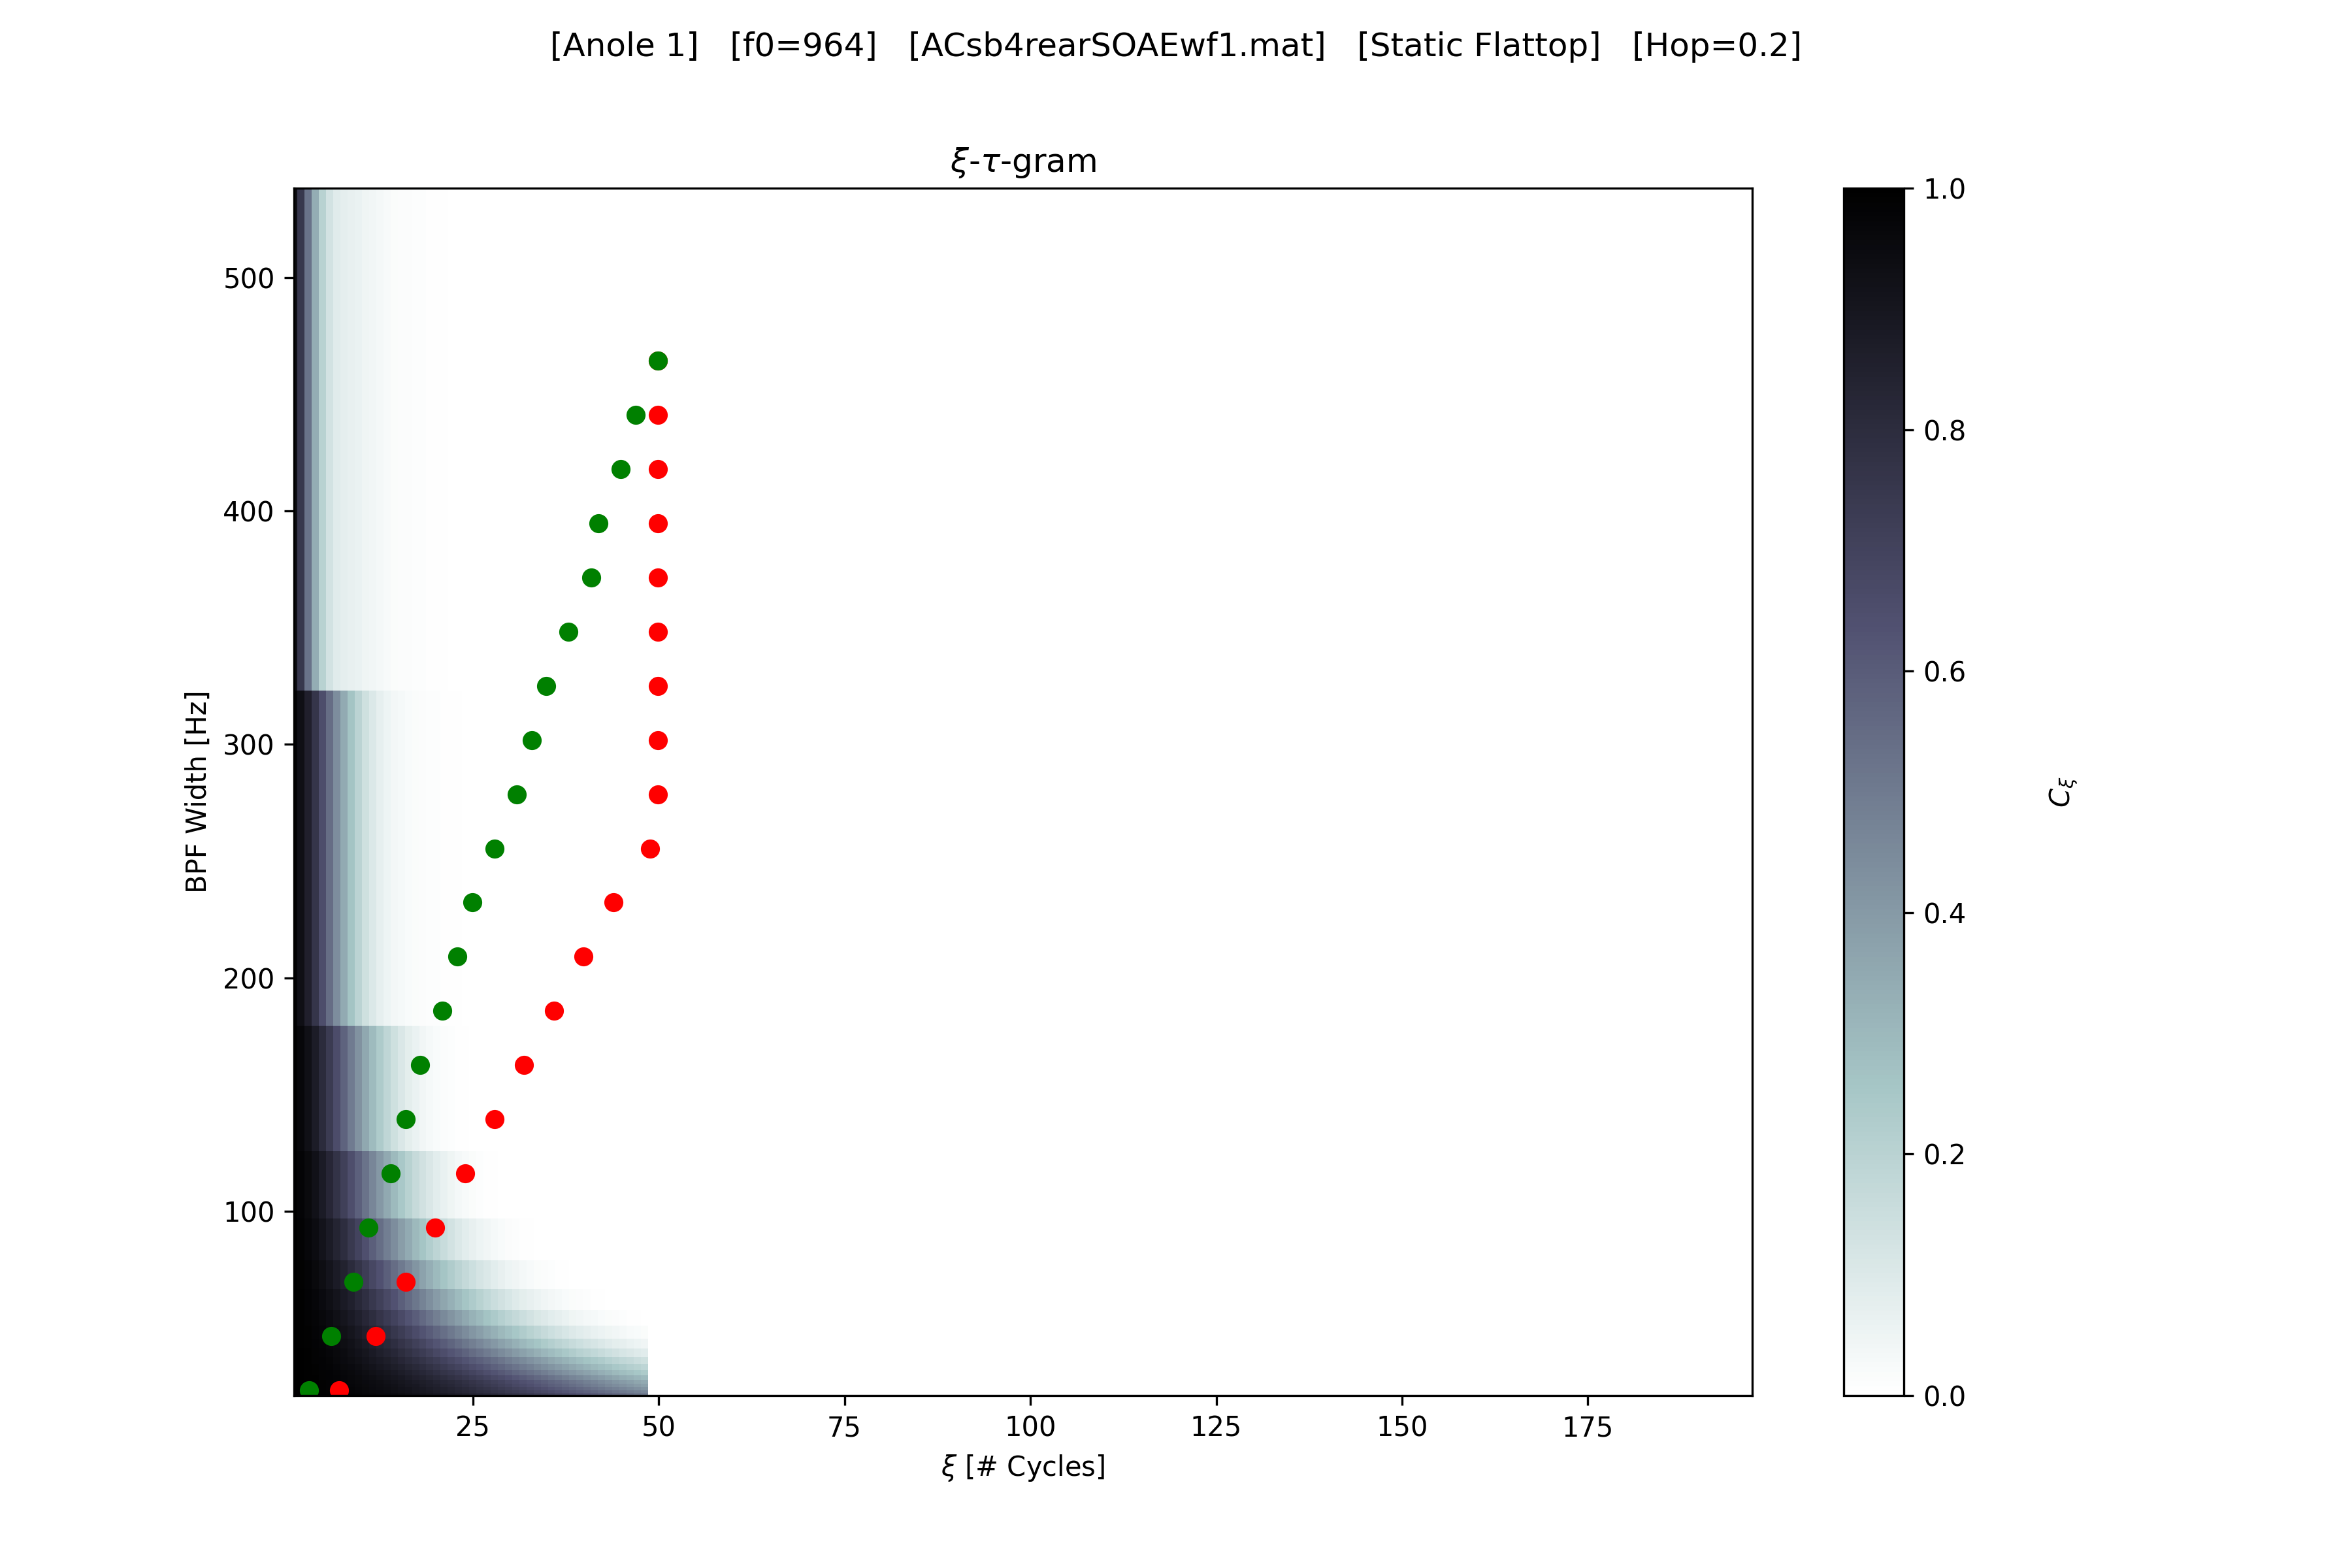 [Anole 1]   [f0=964]   [ACsb4rearSOAEwf1.mat]   [Static Flattop]   [Hop=0.2]
ξ-τ-gram
BPF Width [Hz]
500
400
300
200
100
25 50 75 100 125 150 175
ξ [# Cycles]
1.0
0.8
0.6
0.4
0.2
0.0
Cξ